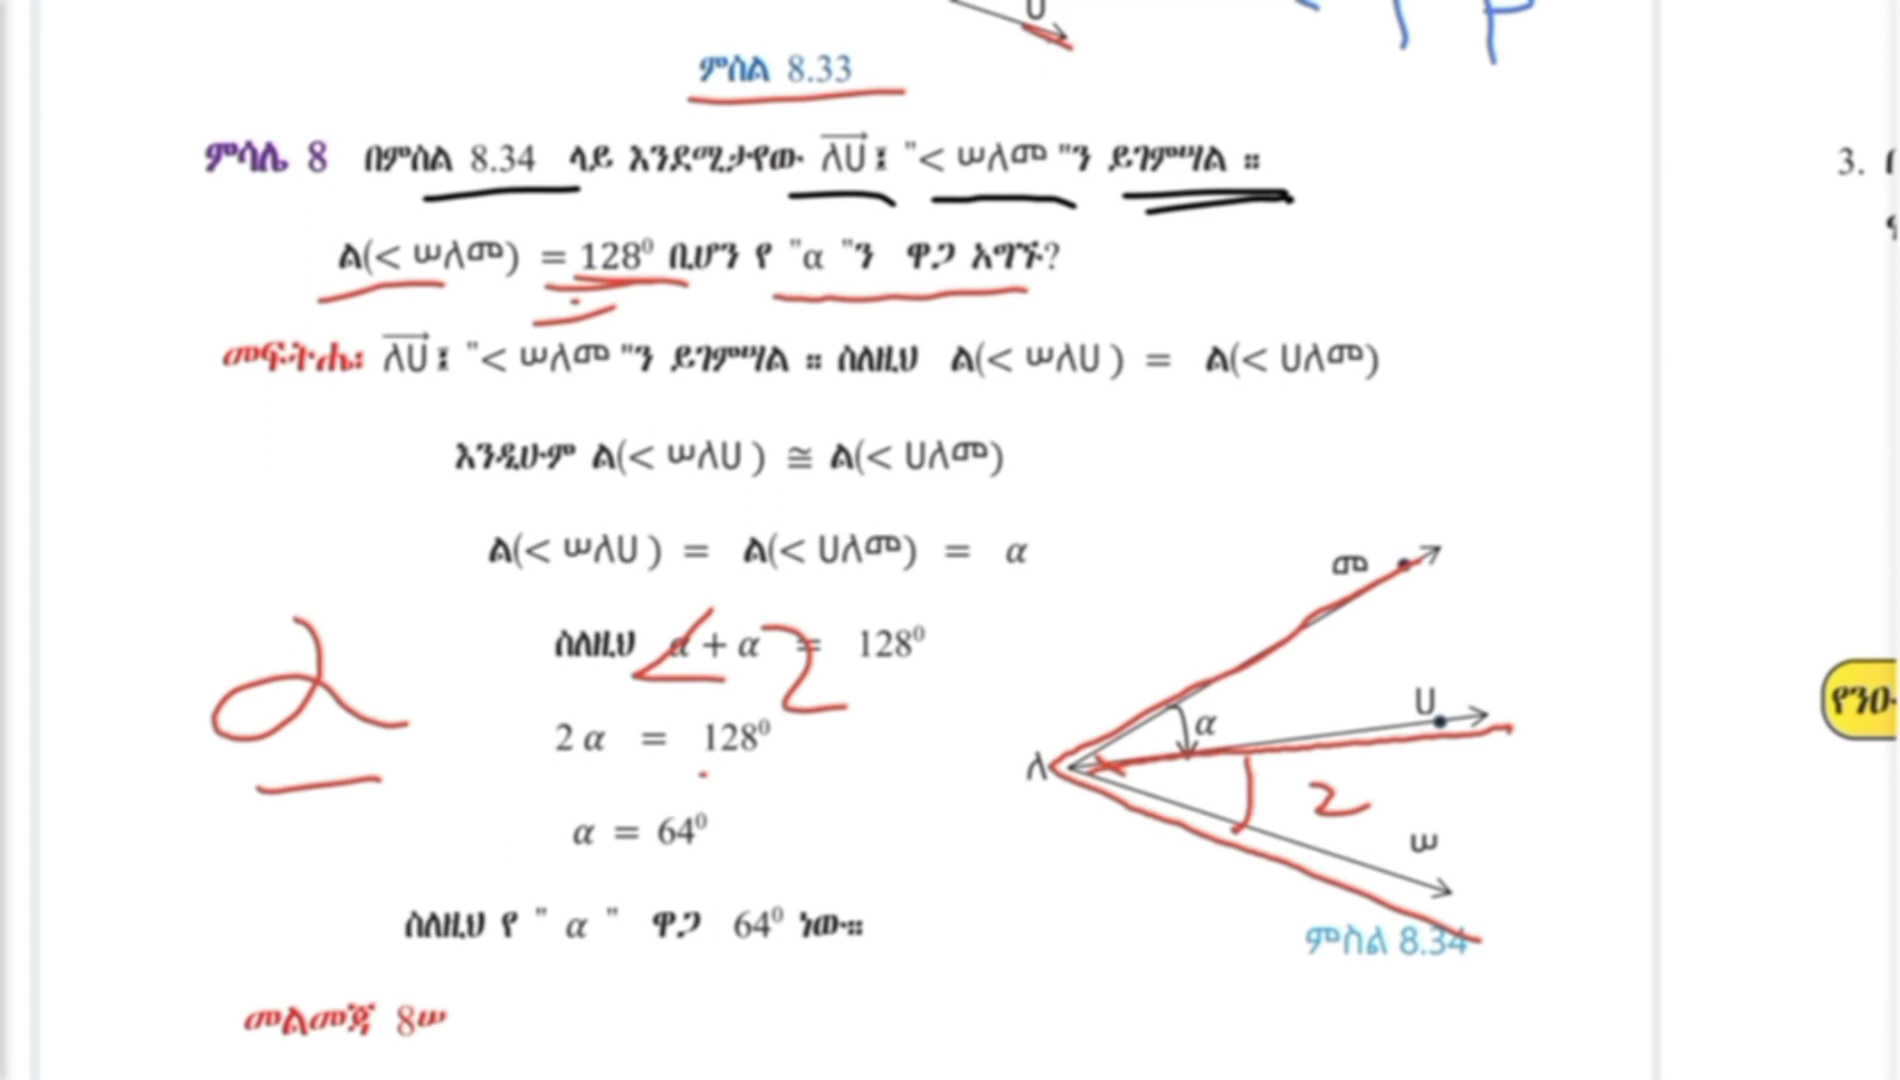 ሀ
ምስል 8.33
ምሳሌ 8 በምስል 8.34 ላይ እንደሚታየው ለሀ ፤ "< ሠለመ "ን ይገምሣል ።
ል(< ሠለመ) = 128⁰ ቢሆን የ "α "ን ዋጋ አግኙ?
መፍትሔ፡ ለሀ ፤ "< ሠለመ "ን ይገምሣል ። ስለዚህ ል(< ሠለሀ ) = ል(< ሀለመ)
እንዲሁም ል(< ሠለሀ ) ≅ ል(< ሀለመ)
ል(< ሠለሀ ) = ል(< ሀለመ) = α
ስለዚህ α + α = 128⁰
2 α = 128⁰
α = 64⁰
ስለዚህ የ " α " ዋጋ 64⁰ ነው።
መ
ሀ
α
ለ
2
ሠ
ምስል 8.34
መልመጃ 8ሠ
3.